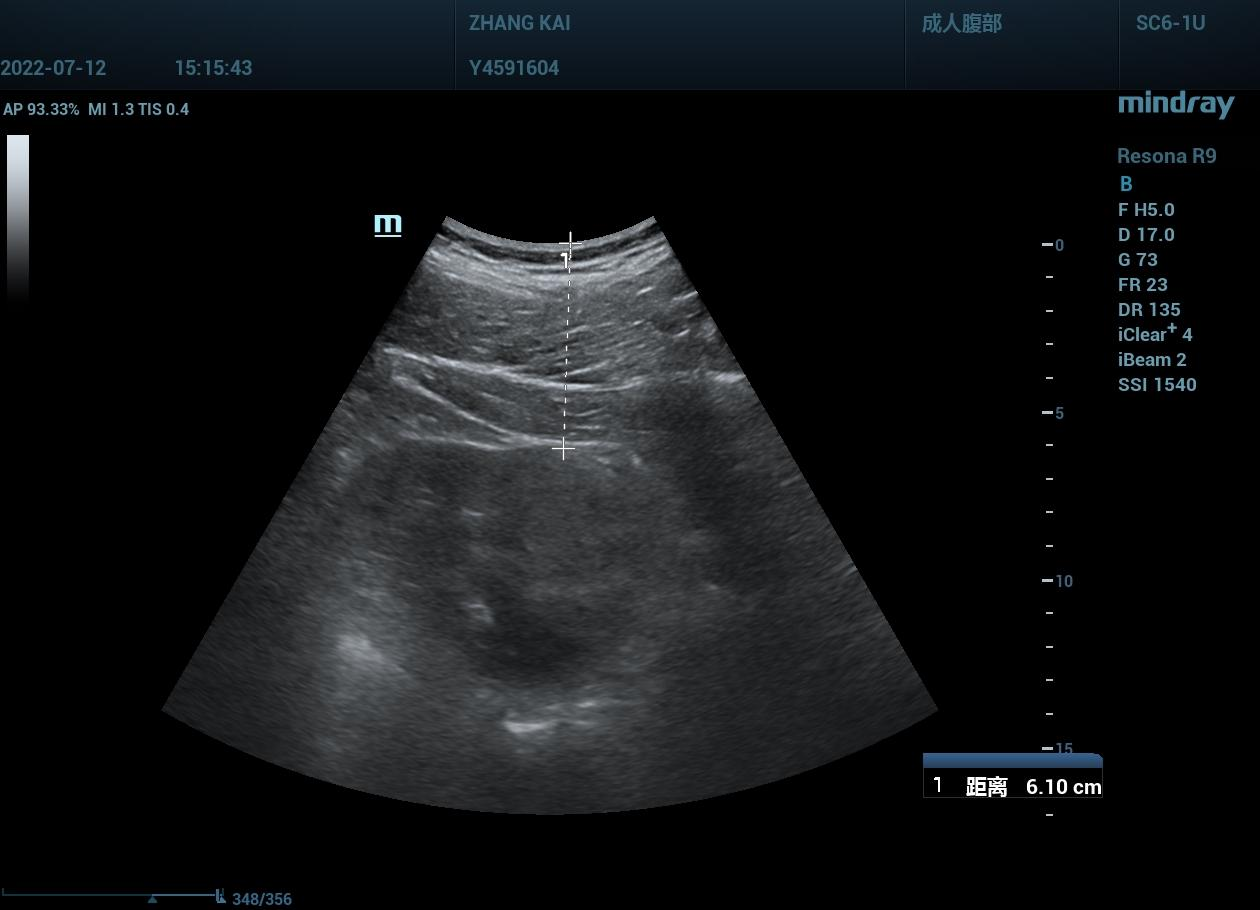 ZHANG KAI
成人腹部
SC6-1U
2022-07-12 15:15:43
Y4591604
AP 93.33% MI 1.3 TIS 0.4
mindray
Resona R9
B
F H5.0
D 17.0
G 73
FR 23
DR 135
iClear+ 4
iBeam 2
SSI 1540
m
1
0
5
10
15
1 距离 6.10 cm
348/356